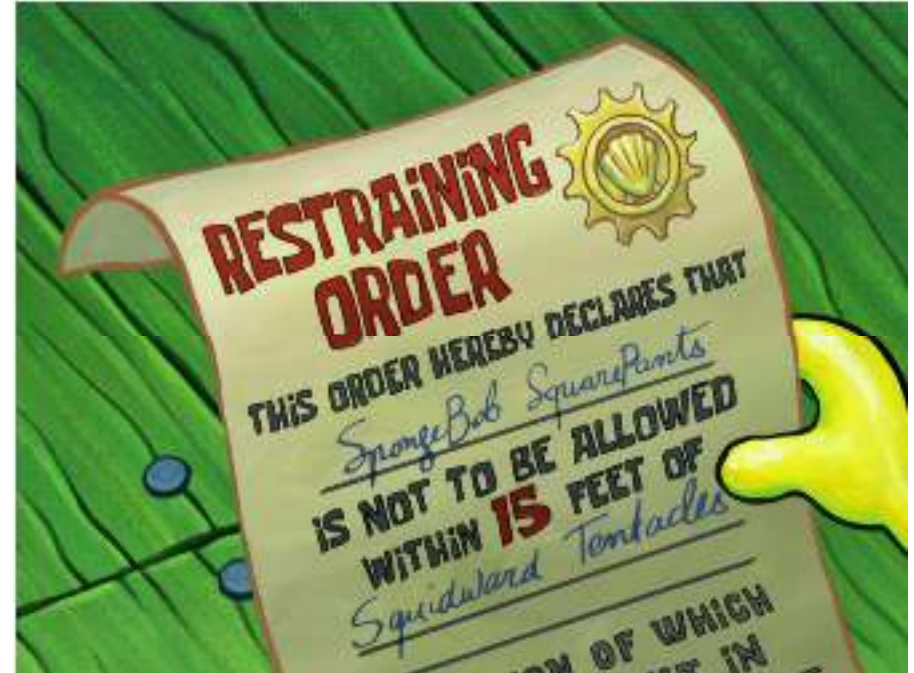 RESTRAiNiNG
ORDER
THiS ORDER HEREBY DECLARES THAT
SpongeBob SquarePants
iS NOT TO BE ALLOWED
WiTHiN 15 FEET OF
Squidward Tentacles
OF WHiCH
iN